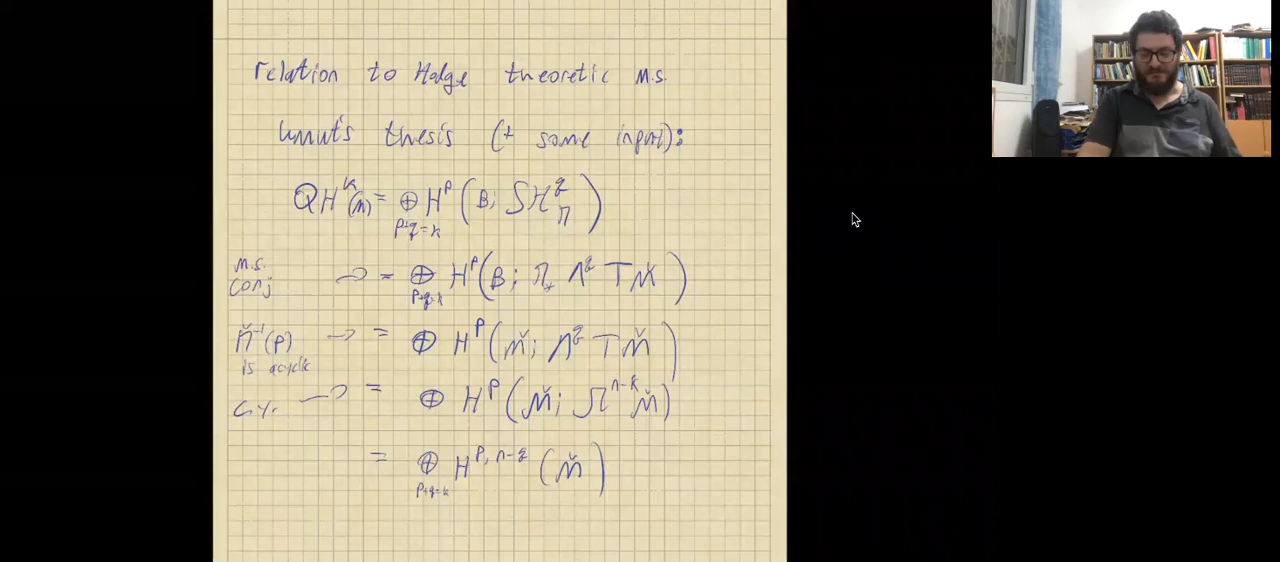 relation to Hodge theoretic m.s.
Umut's thesis (+ some input):
QH^k(M) = ⊕_{p+q=k} H^p(B; SH^q_π)
m.s. conj → = ⊕_{p+q=k} H^p(B; π_* Λ^q TM̌)
π̌^{-1}(p) is acyclic → = ⊕ H^p(M̌; Λ^q TM̌)
C.Y. → = ⊕ H^p(M̌; Ω^{n-k} M̌)
= ⊕_{p+q=k} H^{p,n-q}(M̌)